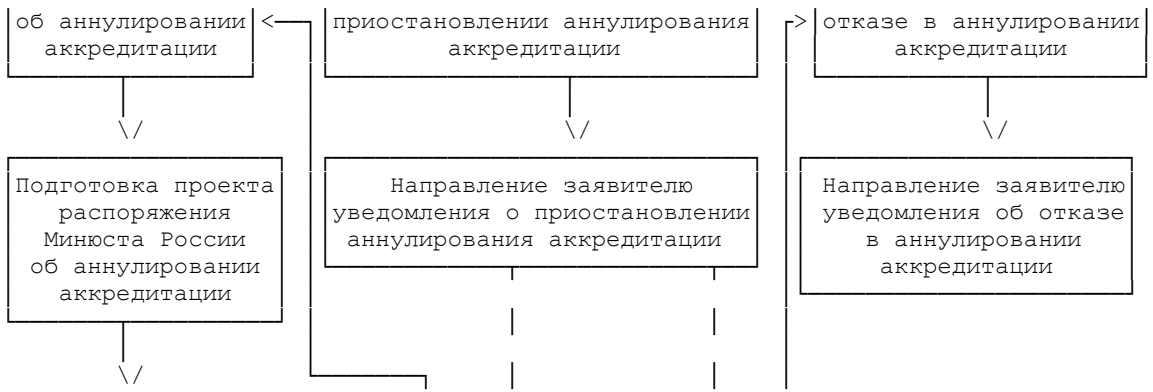 об аннулировании
аккредитации
приостановлении аннулирования
аккредитации
отказе в аннулировании
аккредитации
Подготовка проекта
распоряжения
Минюста России
об аннулировании
аккредитации
Направление заявителю
уведомления о приостановлении
аннулирования аккредитации
Направление заявителю
уведомления об отказе
в аннулировании
аккредитации